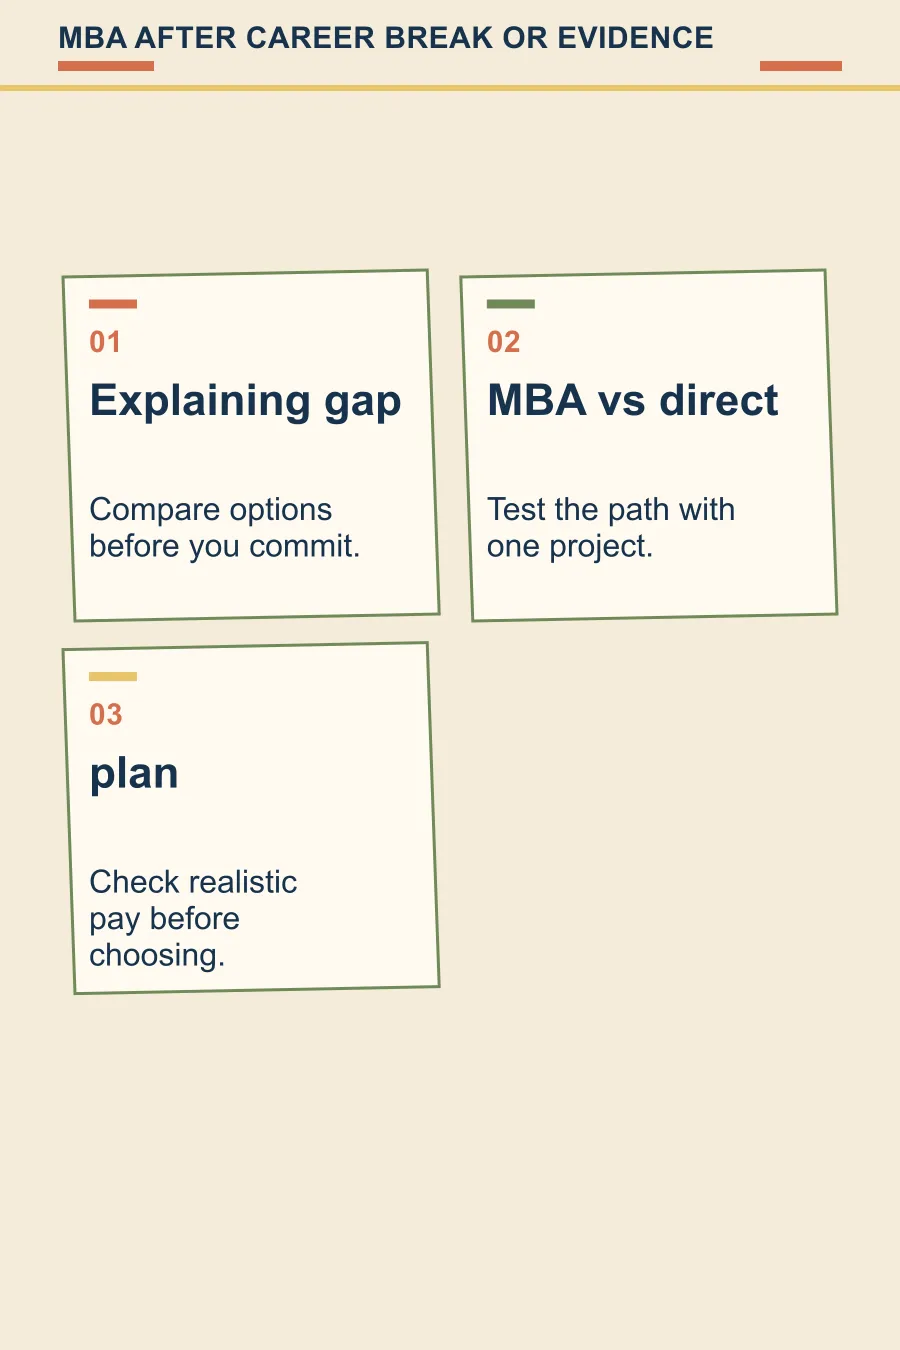 MBA AFTER CAREER BREAK OR EVIDENCE
01
Explaining gap
Compare options
before you commit.
02
MBA vs direct
Test the path with
one project.
03
plan
Check realistic
pay before
choosing.